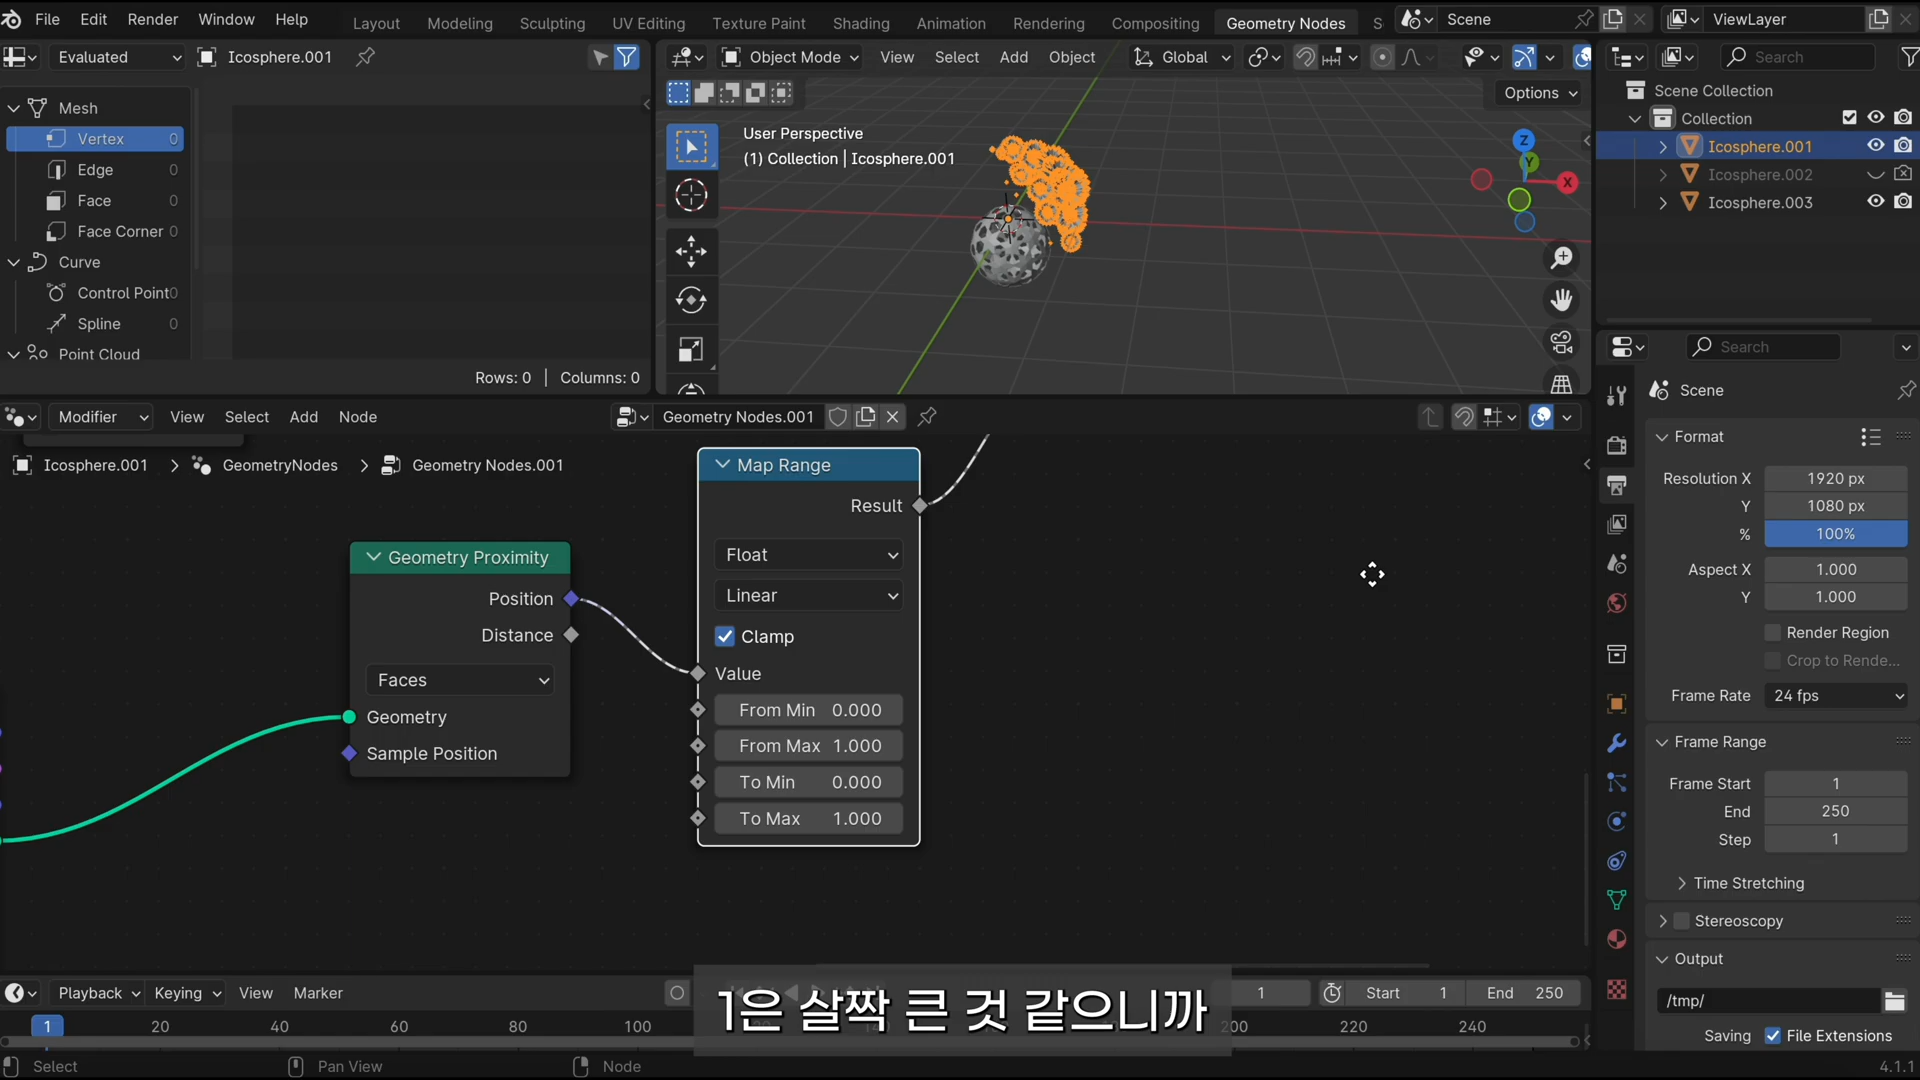 File Edit Render Window Help Layout Modeling Sculpting UV Editing Texture Paint Shading Animation Rendering Compositing Geometry Nodes S Scene ViewLayer
Evaluated Icosphere.001
Mesh
Vertex 0
Edge 0
Face 0
Face Corner 0
Curve
Control Point 0
Spline 0
Point Cloud
Rows: 0 | Columns: 0
Object Mode View Select Add Object Global
Options
User Perspective
(1) Collection | Icosphere.001
Z
Y
X
Search
Scene Collection
Collection
Icosphere.001
Icosphere.002
Icosphere.003
Modifier View Select Add Node Geometry Nodes.001
Icosphere.001 > GeometryNodes > Geometry Nodes.001
Geometry Proximity
Position
Distance
Faces
Geometry
Sample Position
Map Range
Result
Float
Linear
Clamp
Value
From Min 0.000
From Max 1.000
To Min 0.000
To Max 1.000
Search
Scene
Format
Resolution X 1920 px
Y 1080 px
% 100%
Aspect X 1.000
Y 1.000
Render Region
Crop to Rende...
Frame Rate 24 fps
Frame Range
Frame Start 1
End 250
Step 1
Time Stretching
Stereoscopy
Output
/tmp/
Saving File Extensions
Playback Keying View Marker 1 Start 1 End 250
1은 살짝 큰 것 같으니까
1 20 40 60 80 100 200 220 240
Select Pan View Node 4.1.1